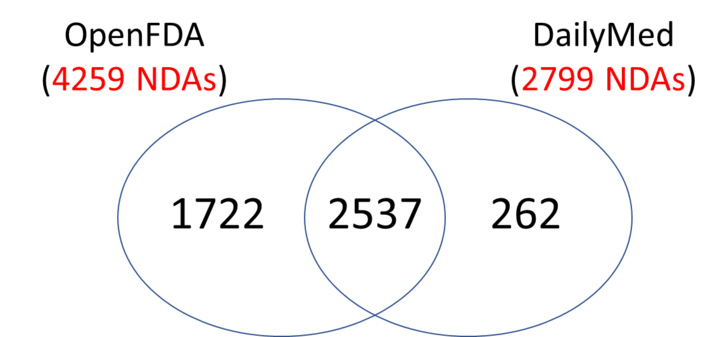 OpenFDA
(4259 NDAs)
DailyMed
(2799 NDAs)
1722
2537
262